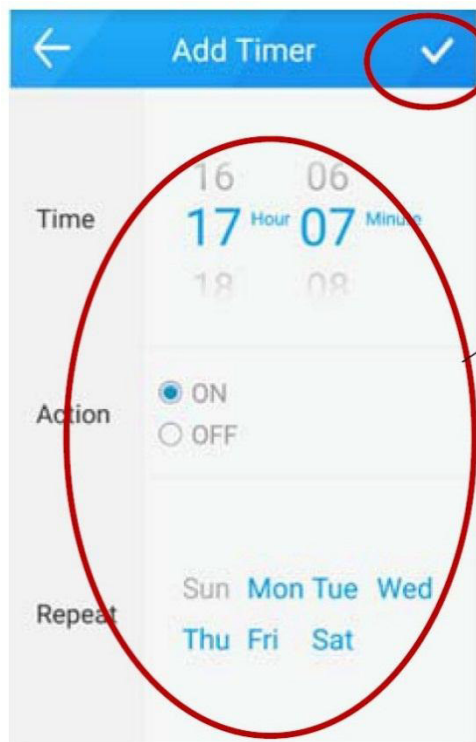 Add Timer
16 06
Time
17 Hour 07 Minute
18 08
ON
Action
OFF
Sun Mon Tue Wed
Repeat
Thu Fri Sat